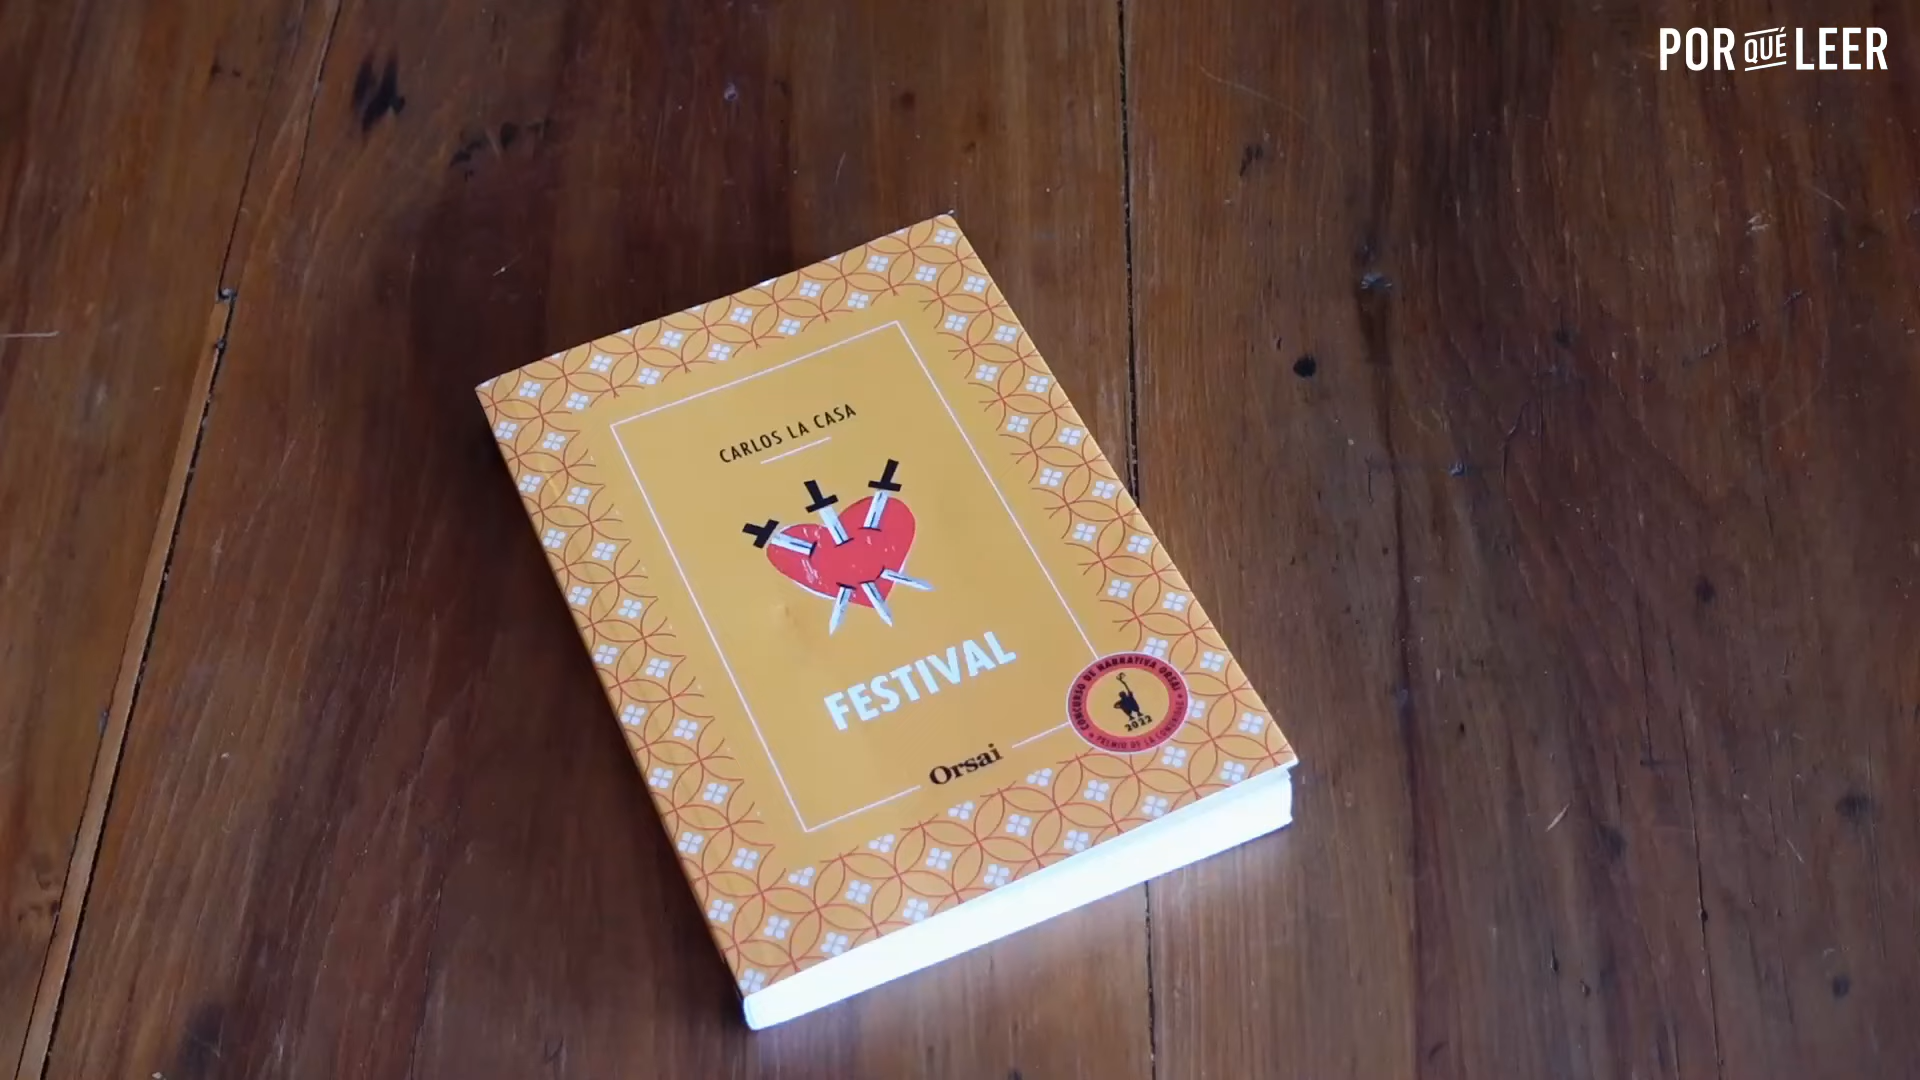 POR QUÉ LEER
CARLOS LA CASA
FESTIVAL
CONCURSO DE NARRATIVA ORSAI
2022
PREMIO DE LA COMUNIDAD
Orsai